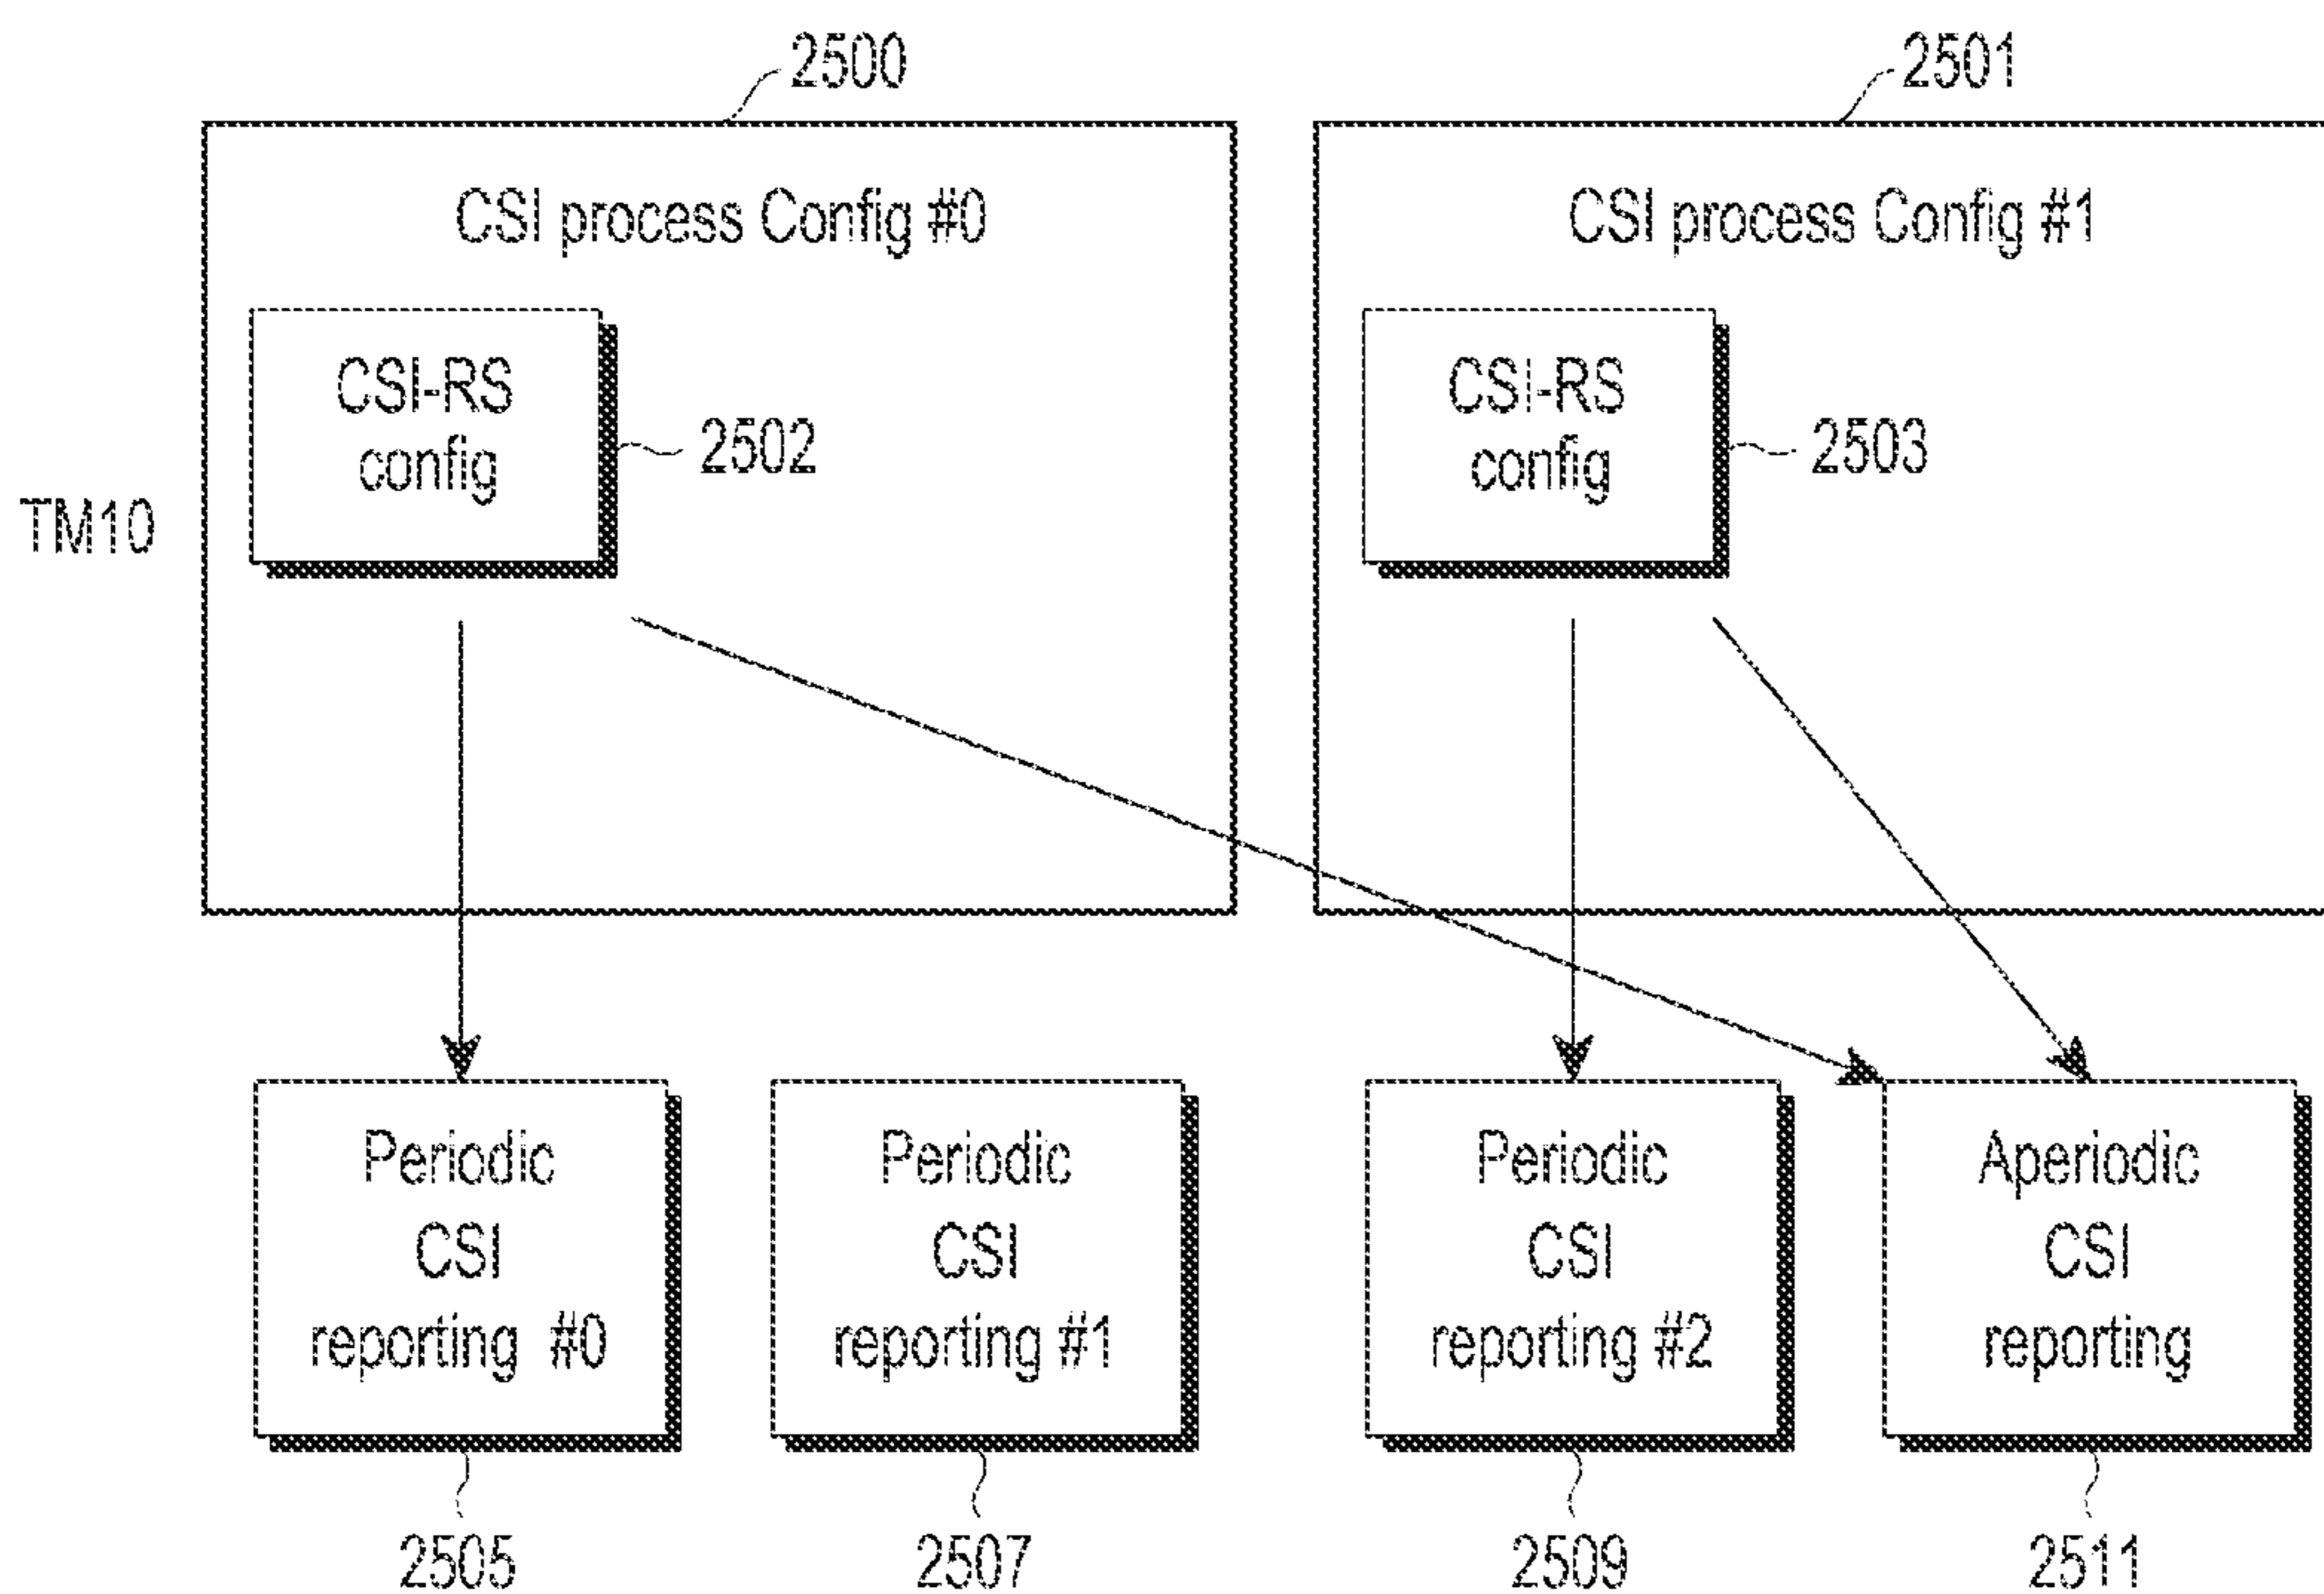 2500
2501
CSI process Config #0
CSI process Config #1
CSI-RS
config
2502
CSI-RS
config
2503
TM10
Periodic
CSI
reporting #0
Periodic
CSI
reporting #1
Periodic
CSI
reporting #2
Aperiodic
CSI
reporting
2505
2507
2509
2511